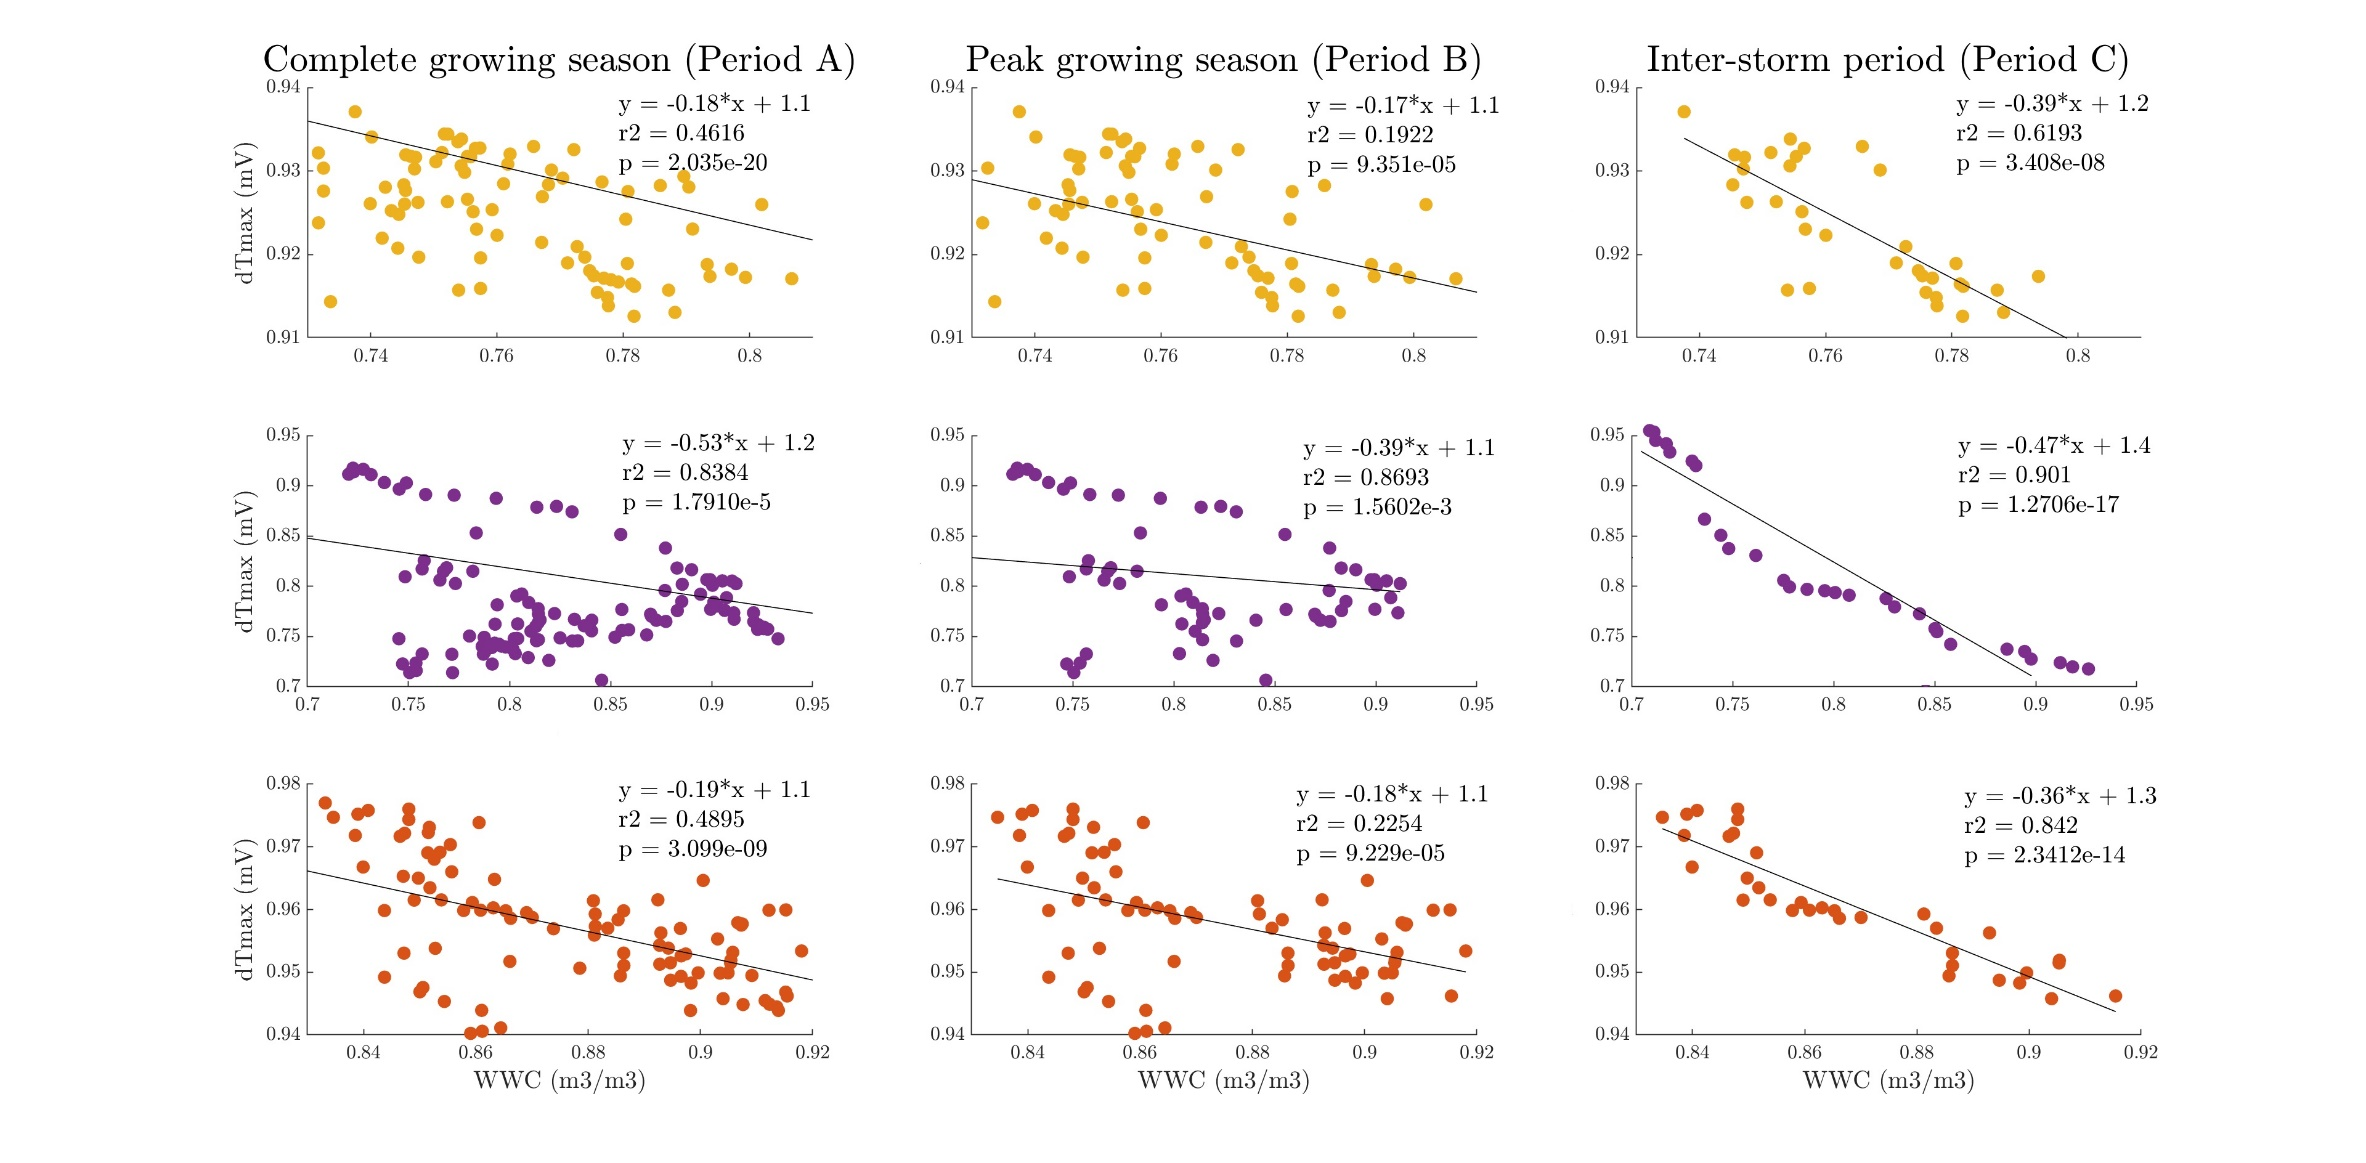 Complete growing season (Period A)
Peak growing season (Period B)
Inter-storm period (Period C)
dTmax (mV)
0.94
0.93
0.92
0.91
0.74
0.76
0.78
0.8
y = -0.18*x + 1.1
r2 = 0.4616
p = 2.035e-20
0.94
0.93
0.92
0.91
0.74
0.76
0.78
0.8
y = -0.17*x + 1.1
r2 = 0.1922
p = 9.351e-05
0.94
0.93
0.92
0.91
0.74
0.76
0.78
0.8
y = -0.39*x + 1.2
r2 = 0.6193
p = 3.408e-08
dTmax (mV)
0.95
0.9
0.85
0.8
0.75
0.7
0.7
0.75
0.8
0.85
0.9
0.95
y = -0.53*x + 1.2
r2 = 0.8384
p = 1.7910e-5
0.95
0.9
0.85
0.8
0.75
0.7
0.7
0.75
0.8
0.85
0.9
0.95
y = -0.39*x + 1.1
r2 = 0.8693
p = 1.5602e-3
0.95
0.9
0.85
0.8
0.75
0.7
0.7
0.75
0.8
0.85
0.9
0.95
y = -0.47*x + 1.4
r2 = 0.901
p = 1.2706e-17
dTmax (mV)
0.98
0.97
0.96
0.95
0.94
0.84
0.86
0.88
0.9
0.92
WWC (m3/m3)
y = -0.19*x + 1.1
r2 = 0.4895
p = 3.099e-09
0.98
0.97
0.96
0.95
0.94
0.84
0.86
0.88
0.9
0.92
WWC (m3/m3)
y = -0.18*x + 1.1
r2 = 0.2254
p = 9.229e-05
0.98
0.97
0.96
0.95
0.94
0.84
0.86
0.88
0.9
0.92
WWC (m3/m3)
y = -0.36*x + 1.3
r2 = 0.842
p = 2.3412e-14